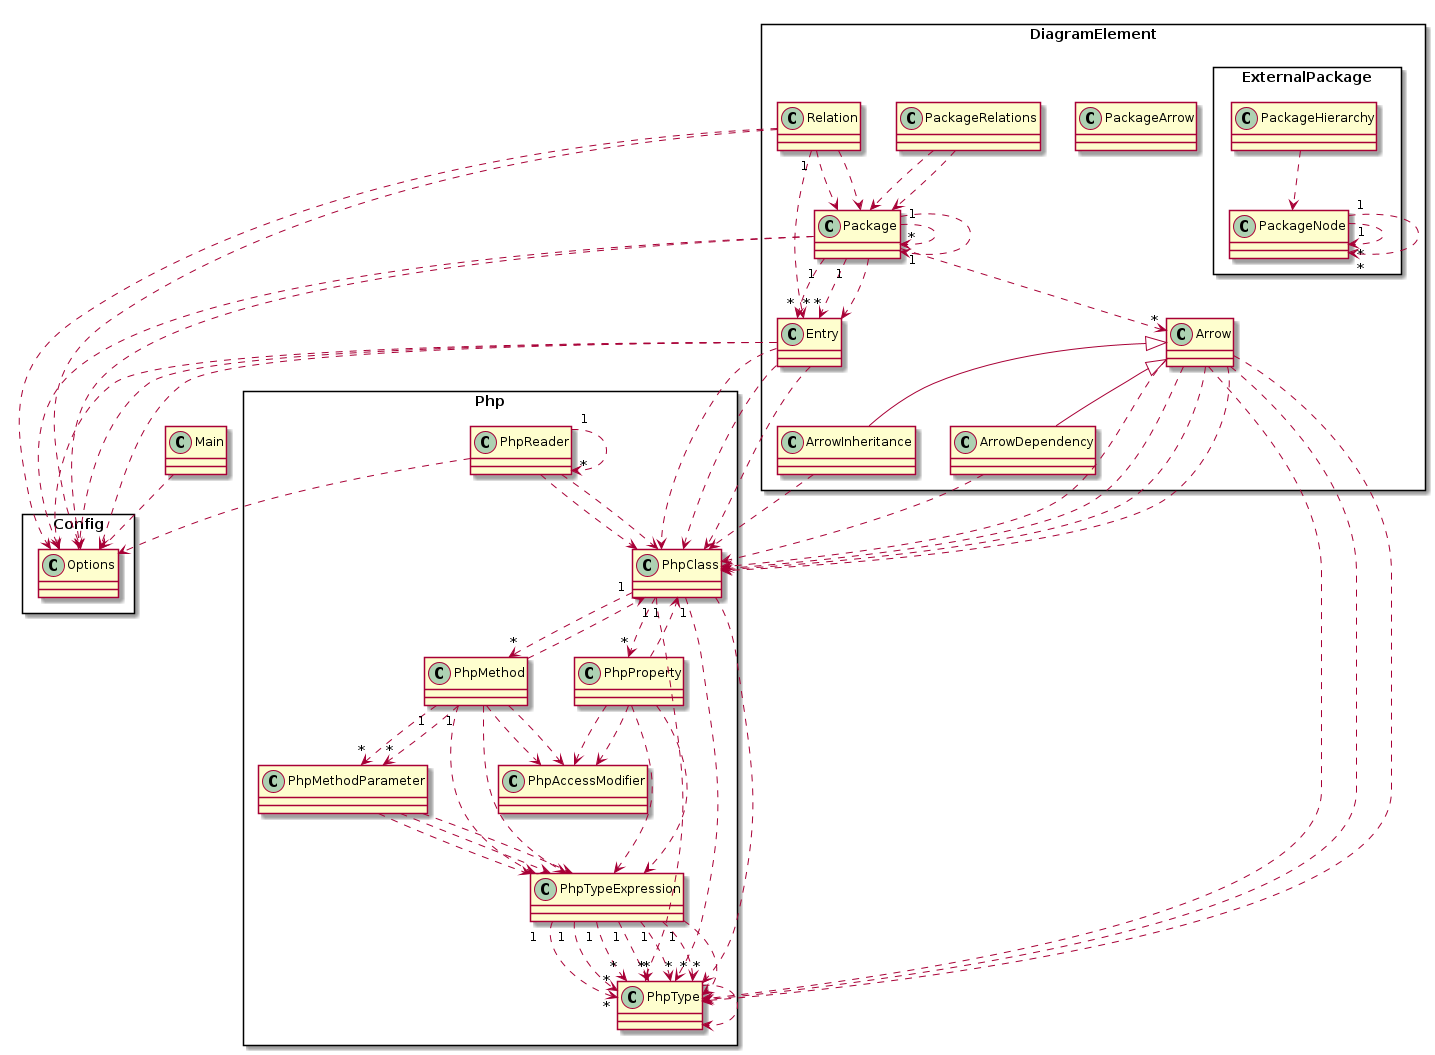 DiagramElement
ExternalPackage
C Relation
C PackageRelations
C PackageArrow
C PackageHierarchy
1
1
1
C Package
C PackageNode
*
1
1
*
*
1
1
* * *
*
C Entry
C Arrow
Php
1
C Main
C PhpReader
C ArrowInheritance
C ArrowDependency
*
Config
C Options
C PhpClass
1
1 1 1
* *
C PhpMethod
C PhpProperty
1 1
* *
C PhpMethodParameter
C PhpAccessModifier
C PhpTypeExpression
1 1 1 1 1 1
* * * * * *
*
C PhpType
*